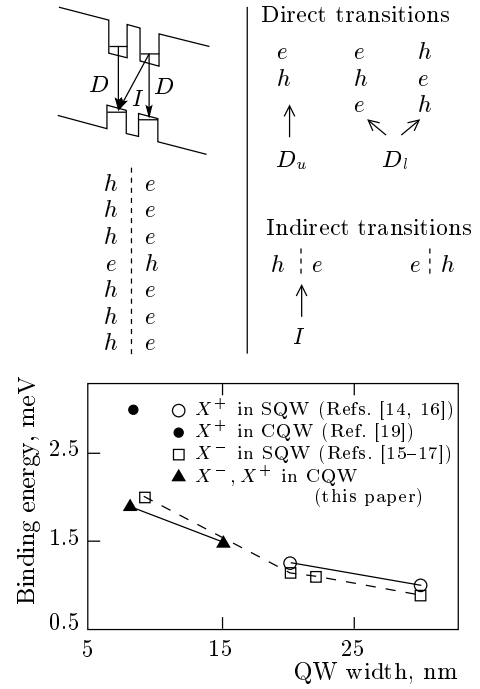 D I D
h e
h e
h e
e h
h e
h e
h e
Direct transitions
e e h
h h e
e h
D_u D_l
Indirect transitions
h e e h
I
Binding energy, meV
2.5
1.5
0.5
X⁺ in SQW (Refs. [14, 16])
X⁺ in CQW (Ref. [19])
X⁻ in SQW (Refs. [15–17])
X⁻, X⁺ in CQW
(this paper)
5 15 25
QW width, nm